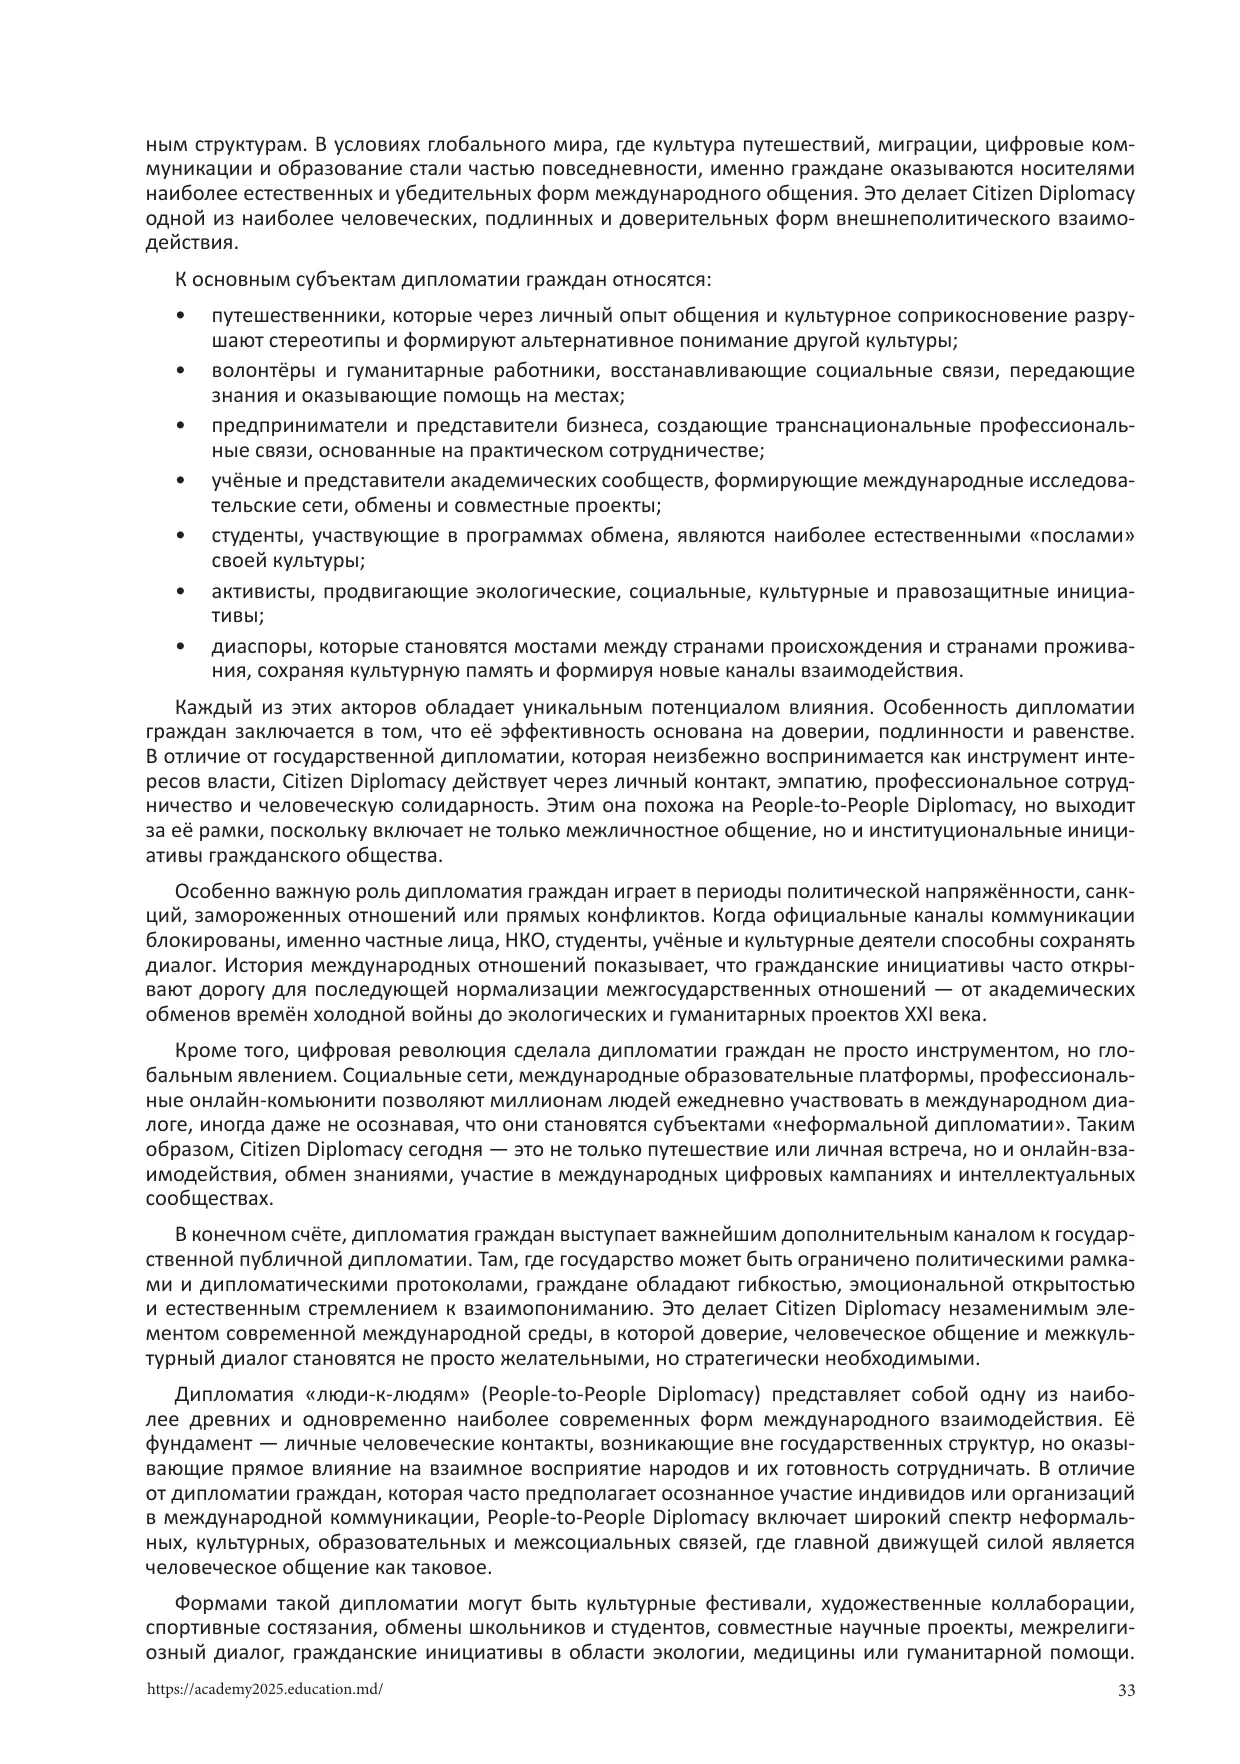 ным структурам. В условиях глобального мира, где культура путешествий, миграции, цифровые ком-
муникации и образование стали частью повседневности, именно граждане оказываются носителями
наиболее естественных и убедительных форм международного общения. Это делает Citizen Diplomacy
одной из наиболее человеческих, подлинных и доверительных форм внешнеполитического взаимо-
действия.
К основным субъектам дипломатии граждан относятся:
• путешественники, которые через личный опыт общения и культурное соприкосновение разру-
шают стереотипы и формируют альтернативное понимание другой культуры;
• волонтёры и гуманитарные работники, восстанавливающие социальные связи, передающие
знания и оказывающие помощь на местах;
• предприниматели и представители бизнеса, создающие транснациональные профессиональ-
ные связи, основанные на практическом сотрудничестве;
• учёные и представители академических сообществ, формирующие международные исследова-
тельские сети, обмены и совместные проекты;
• студенты, участвующие в программах обмена, являются наиболее естественными «послами»
своей культуры;
• активисты, продвигающие экологические, социальные, культурные и правозащитные инициа-
тивы;
• диаспоры, которые становятся мостами между странами происхождения и странами прожива-
ния, сохраняя культурную память и формируя новые каналы взаимодействия.
Каждый из этих акторов обладает уникальным потенциалом влияния. Особенность дипломатии
граждан заключается в том, что её эффективность основана на доверии, подлинности и равенстве.
В отличие от государственной дипломатии, которая неизбежно воспринимается как инструмент инте-
ресов власти, Citizen Diplomacy действует через личный контакт, эмпатию, профессиональное сотруд-
ничество и человеческую солидарность. Этим она похожа на People-to-People Diplomacy, но выходит
за её рамки, поскольку включает не только межличностное общение, но и институциональные иници-
ативы гражданского общества.
Особенно важную роль дипломатия граждан играет в периоды политической напряжённости, санк-
ций, замороженных отношений или прямых конфликтов. Когда официальные каналы коммуникации
блокированы, именно частные лица, НКО, студенты, учёные и культурные деятели способны сохранять
диалог. История международных отношений показывает, что гражданские инициативы часто откры-
вают дорогу для последующей нормализации межгосударственных отношений — от академических
обменов времён холодной войны до экологических и гуманитарных проектов XXI века.
Кроме того, цифровая революция сделала дипломатии граждан не просто инструментом, но гло-
бальным явлением. Социальные сети, международные образовательные платформы, профессиональ-
ные онлайн-комьюнити позволяют миллионам людей ежедневно участвовать в международном диа-
логе, иногда даже не осознавая, что они становятся субъектами «неформальной дипломатии». Таким
образом, Citizen Diplomacy сегодня — это не только путешествие или личная встреча, но и онлайн-вза-
имодействия, обмен знаниями, участие в международных цифровых кампаниях и интеллектуальных
сообществах.
В конечном счёте, дипломатия граждан выступает важнейшим дополнительным каналом к государ-
ственной публичной дипломатии. Там, где государство может быть ограничено политическими рамка-
ми и дипломатическими протоколами, граждане обладают гибкостью, эмоциональной открытостью
и естественным стремлением к взаимопониманию. Это делает Citizen Diplomacy незаменимым эле-
ментом современной международной среды, в которой доверие, человеческое общение и межкуль-
турный диалог становятся не просто желательными, но стратегически необходимыми.
Дипломатия «люди-к-людям» (People-to-People Diplomacy) представляет собой одну из наибо-
лее древних и одновременно наиболее современных форм международного взаимодействия. Её
фундамент — личные человеческие контакты, возникающие вне государственных структур, но оказы-
вающие прямое влияние на взаимное восприятие народов и их готовность сотрудничать. В отличие
от дипломатии граждан, которая часто предполагает осознанное участие индивидов или организаций
в международной коммуникации, People-to-People Diplomacy включает широкий спектр неформаль-
ных, культурных, образовательных и межсоциальных связей, где главной движущей силой является
человеческое общение как таковое.
Формами такой дипломатии могут быть культурные фестивали, художественные коллаборации,
спортивные состязания, обмены школьников и студентов, совместные научные проекты, межрелиги-
озный диалог, гражданские инициативы в области экологии, медицины или гуманитарной помощи.
https://academy2025.education.md/
33